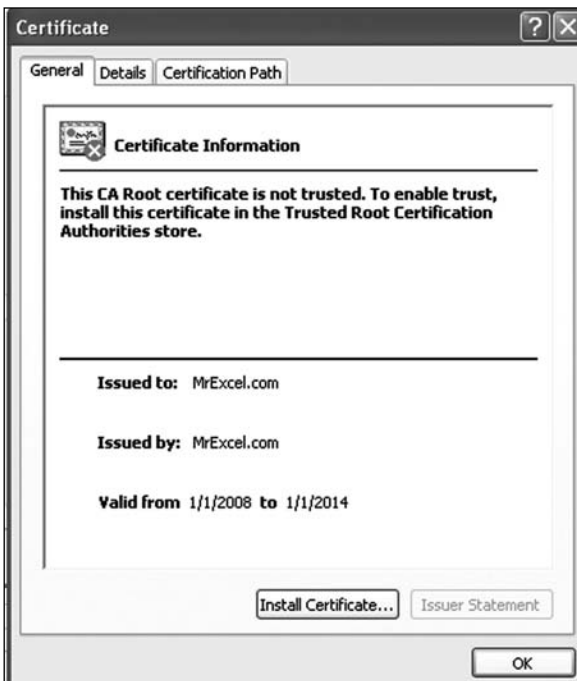 Certificate
General Details Certification Path
Certificate Information
This CA Root certificate is not trusted. To enable trust,
install this certificate in the Trusted Root Certification
Authorities store.
Issued to: MrExcel.com
Issued by: MrExcel.com
Valid from 1/1/2008 to 1/1/2014
Install Certificate... Issuer Statement
OK